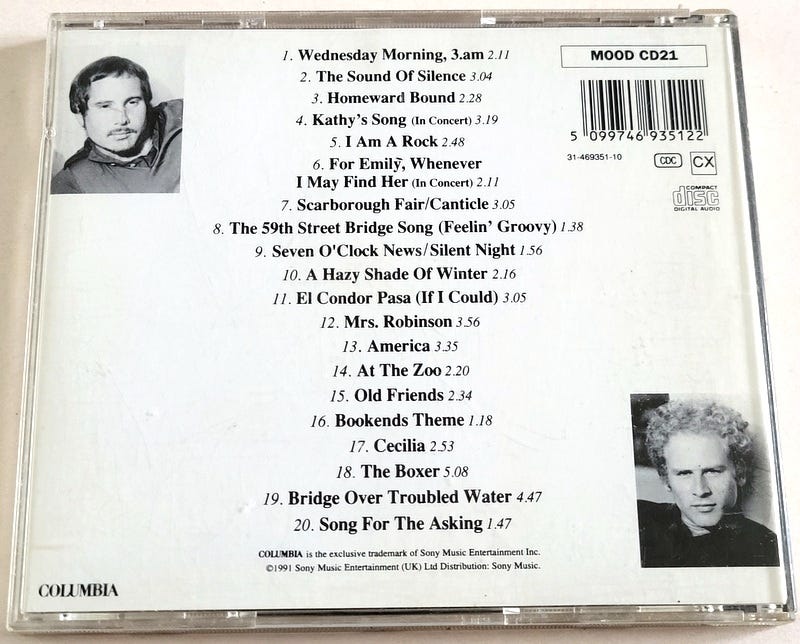 1. Wednesday Morning, 3.am 2.11
2. The Sound Of Silence 3.04
3. Homeward Bound 2.28
4. Kathy's Song (In Concert) 3.19
5. I Am A Rock 2.48
6. For Emily, Whenever
I May Find Her (In Concert) 2.11
7. Scarborough Fair/Canticle 3.05
8. The 59th Street Bridge Song (Feelin' Groovy) 1.38
9. Seven O'Clock News/Silent Night 1.56
10. A Hazy Shade Of Winter 2.16
11. El Condor Pasa (If I Could) 3.05
12. Mrs. Robinson 3.56
13. America 3.35
14. At The Zoo 2.20
15. Old Friends 2.34
16. Bookends Theme 1.18
17. Cecilia 2.53
18. The Boxer 5.08
19. Bridge Over Troubled Water 4.47
20. Song For The Asking 1.47
MOOD CD21
5 099746 935122
31-469351-10
CDC
CX
COMPACT
disc
DIGITAL AUDIO
COLUMBIA is the exclusive trademark of Sony Music Entertainment Inc.
©1991 Sony Music Entertainment (UK) Ltd Distribution: Sony Music.
COLUMBIA